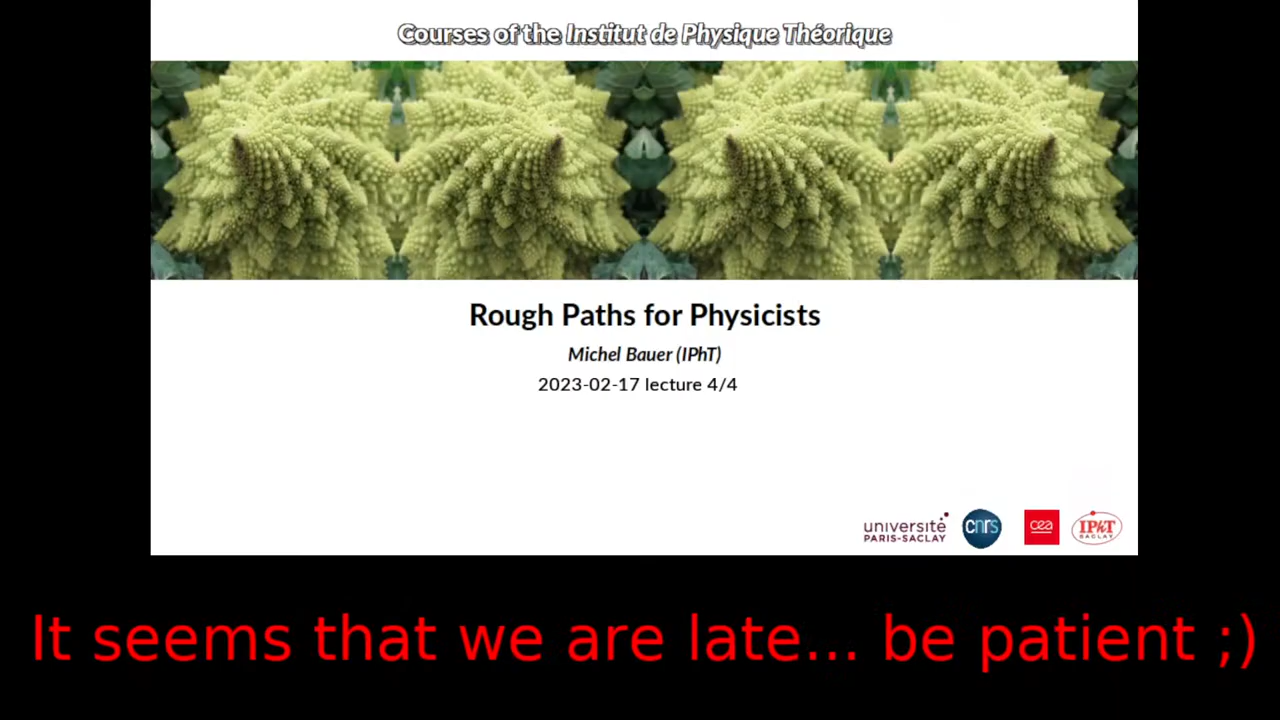 Courses of the Institut de Physique Théorique
Rough Paths for Physicists
Michel Bauer (IPhT)
2023-02-17 lecture 4/4
université
PARIS-SACLAY
cnrs
cea
IPhT
SACLAY
It seems that we are late... be patient ;)